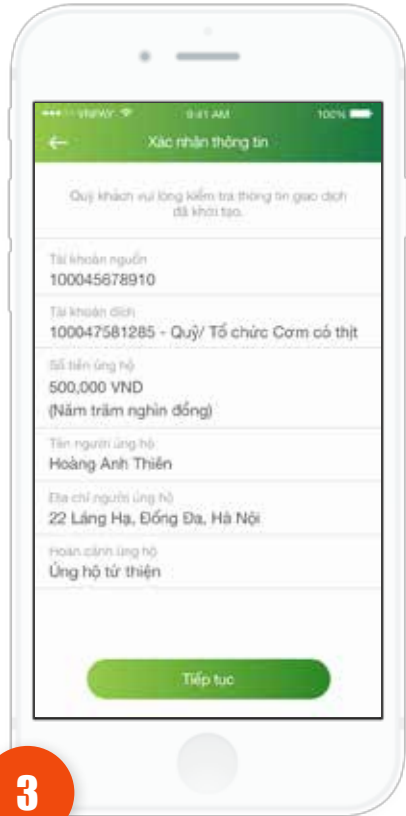 9:41 AM 100%
Xác nhận thông tin
Quý khách vui lòng kiểm tra thông tin giao dịch
đã khởi tạo.
Tài khoản nguồn
100045678910
Tài khoản đích
100047581285 - Quỹ/ Tổ chức Cơm có thịt
Số tiền ủng hộ
500,000 VND
(Năm trăm nghìn đồng)
Tên người ủng hộ
Hoàng Anh Thiên
Địa chỉ người ủng hộ
22 Láng Hạ, Đống Đa, Hà Nội
Hoàn cảnh ủng hộ
Ủng hộ từ thiện
Tiếp tục
3